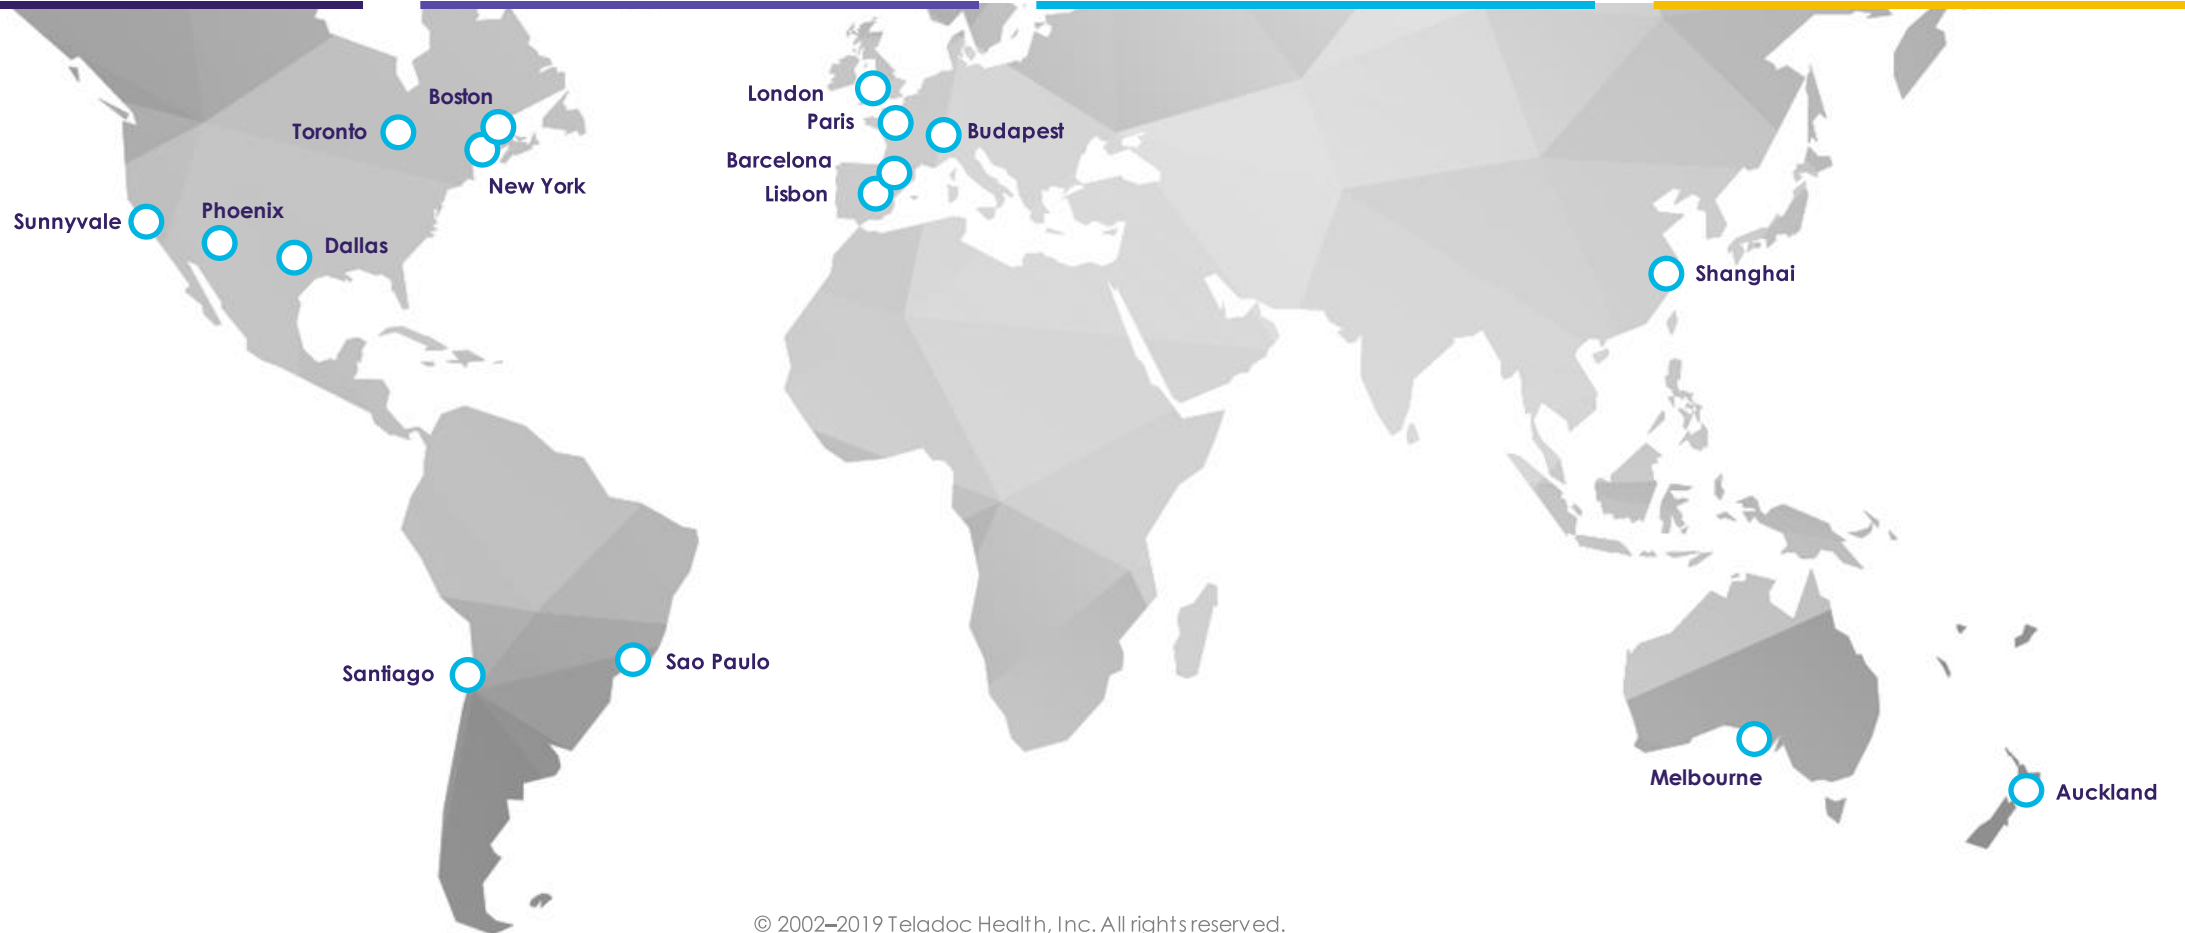 Boston
Toronto
New York
Sunnyvale
Phoenix
Dallas
London
Paris
Budapest
Barcelona
Lisbon
Shanghai
Santiago
Sao Paulo
Melbourne
Auckland
© 2002–2019 Teladoc Health, Inc. All rights reserved.